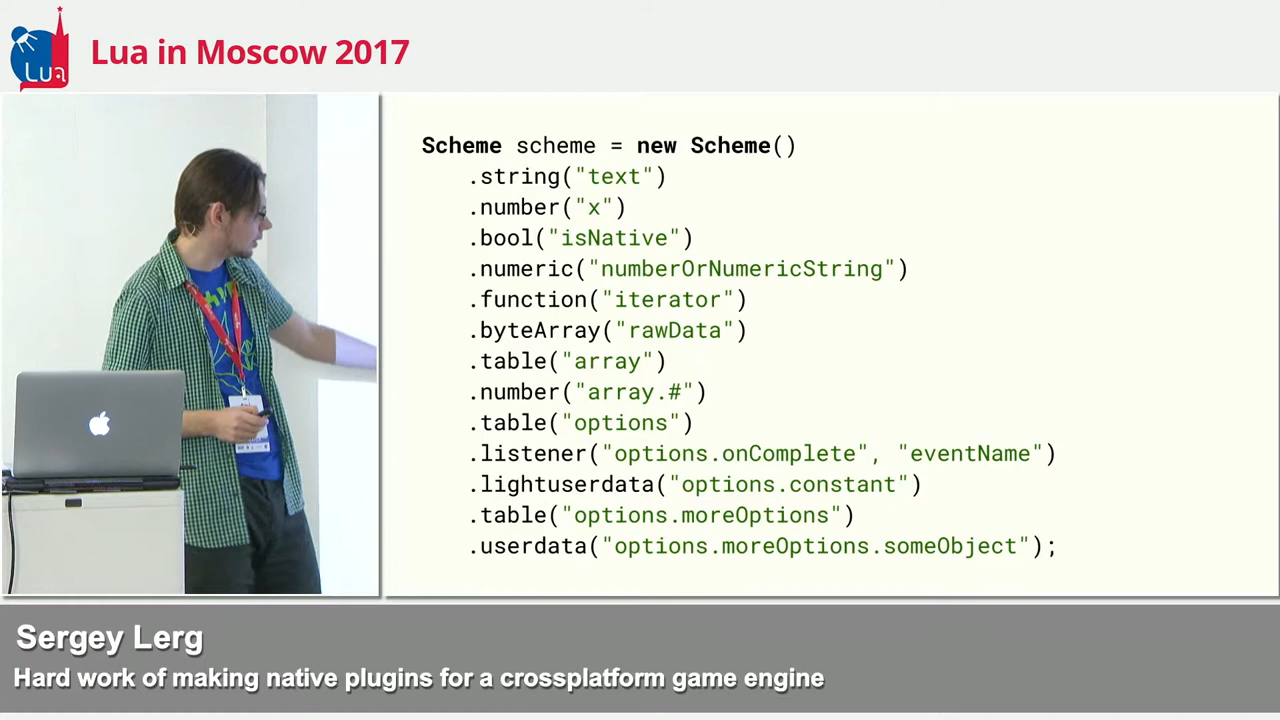 Lua
Lua in Moscow 2017
Scheme scheme = new Scheme()
.string("text")
.number("x")
.bool("isNative")
.numeric("numberOrNumericString")
.function("iterator")
.byteArray("rawData")
.table("array")
.number("array.#")
.table("options")
.listener("options.onComplete", "eventName")
.lightuserdata("options.constant")
.table("options.moreOptions")
.userdata("options.moreOptions.someObject");
Sergey Lerg
Hard work of making native plugins for a crossplatform game engine